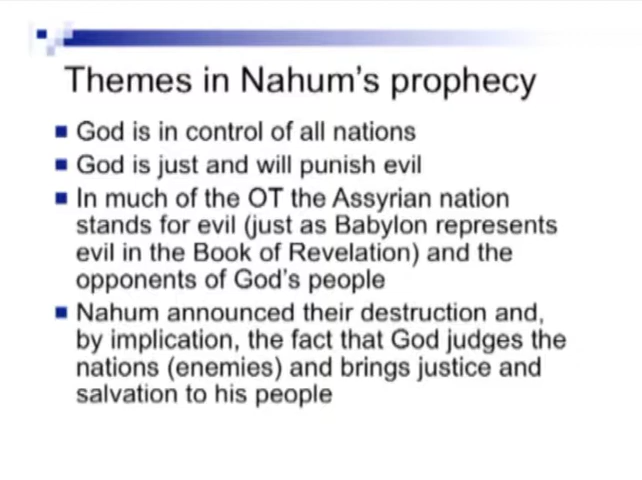 Themes in Nahum's prophecy
God is in control of all nations
God is just and will punish evil
In much of the OT the Assyrian nation
stands for evil (just as Babylon represents
evil in the Book of Revelation) and the
opponents of God's people
Nahum announced their destruction and,
by implication, the fact that God judges the
nations (enemies) and brings justice and
salvation to his people